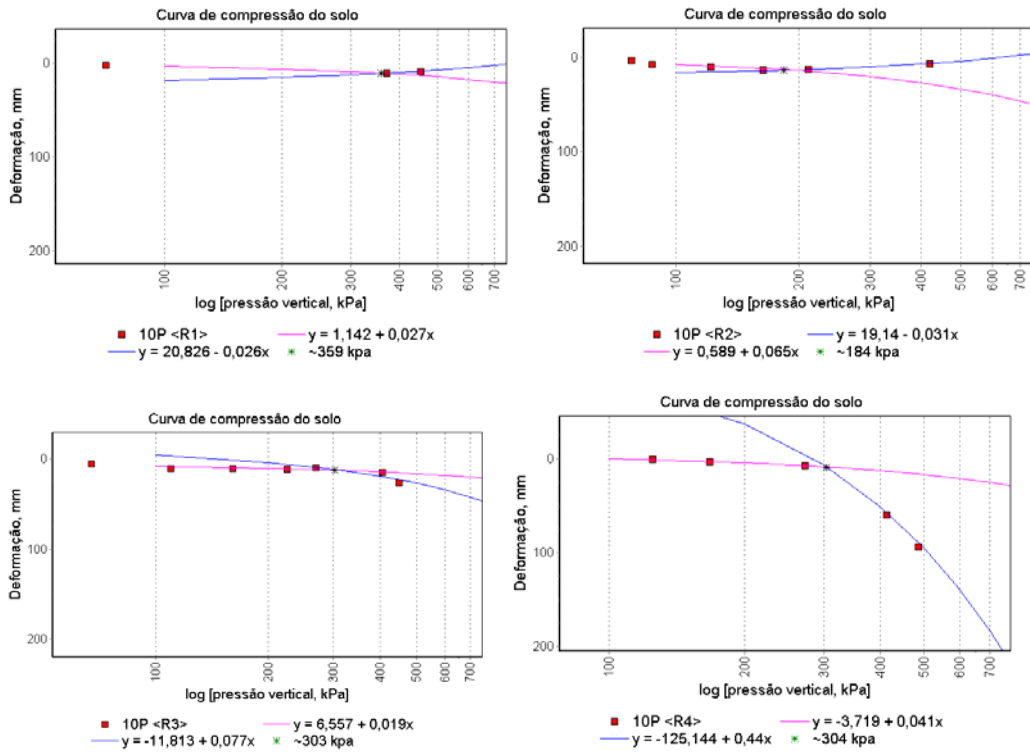 Curva de compressão do solo
Deformação, mm
0
100
200
100
200
300
400
500
600
700
log [pressão vertical, kPa]
10P <R1>
y = 1,142 + 0,027x
y = 20,826 - 0,026x
~359 kpa
Curva de compressão do solo
Deformação, mm
0
100
200
100
200
300
400
500
600
700
log [pressão vertical, kPa]
10P <R2>
y = 19,14 - 0,031x
y = 0,589 + 0,065x
~184 kpa
Curva de compressão do solo
Deformação, mm
0
100
200
100
200
300
400
500
600
700
log [pressão vertical, kPa]
10P <R3>
y = 6,557 + 0,019x
y = -11,813 + 0,077x
~303 kpa
Curva de compressão do solo
Deformação, mm
0
100
200
100
200
300
400
500
600
700
log [pressão vertical, kPa]
10P <R4>
y = -3,719 + 0,041x
y = -125,144 + 0,44x
~304 kpa